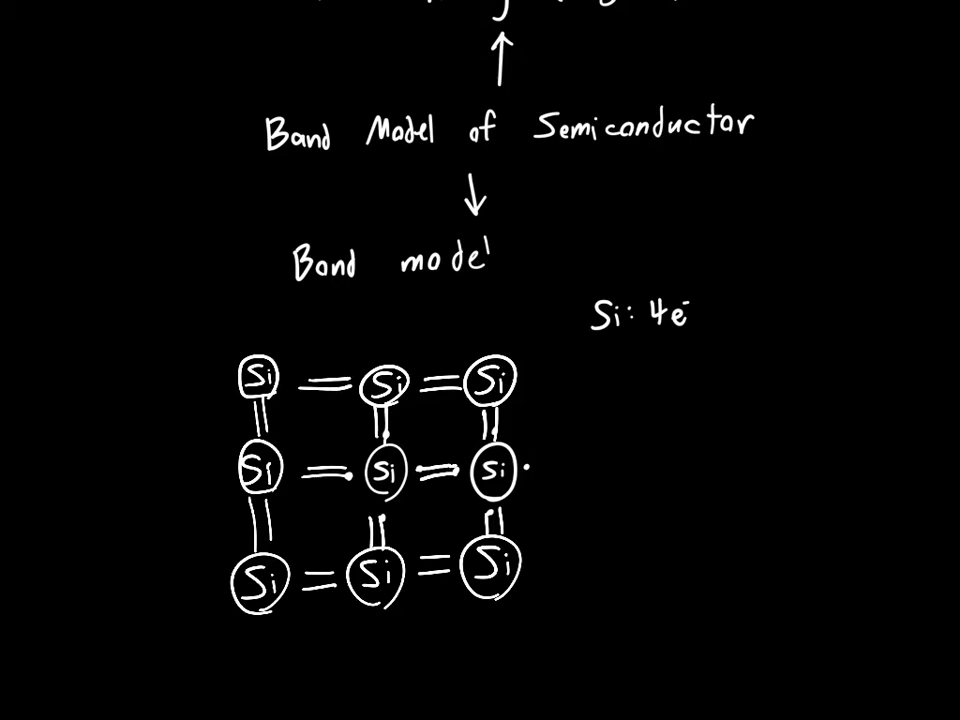 Band Model of Semiconductor
Band model
Si: 4e⁻
Si = Si = Si
Si = Si = Si
Si = Si = Si